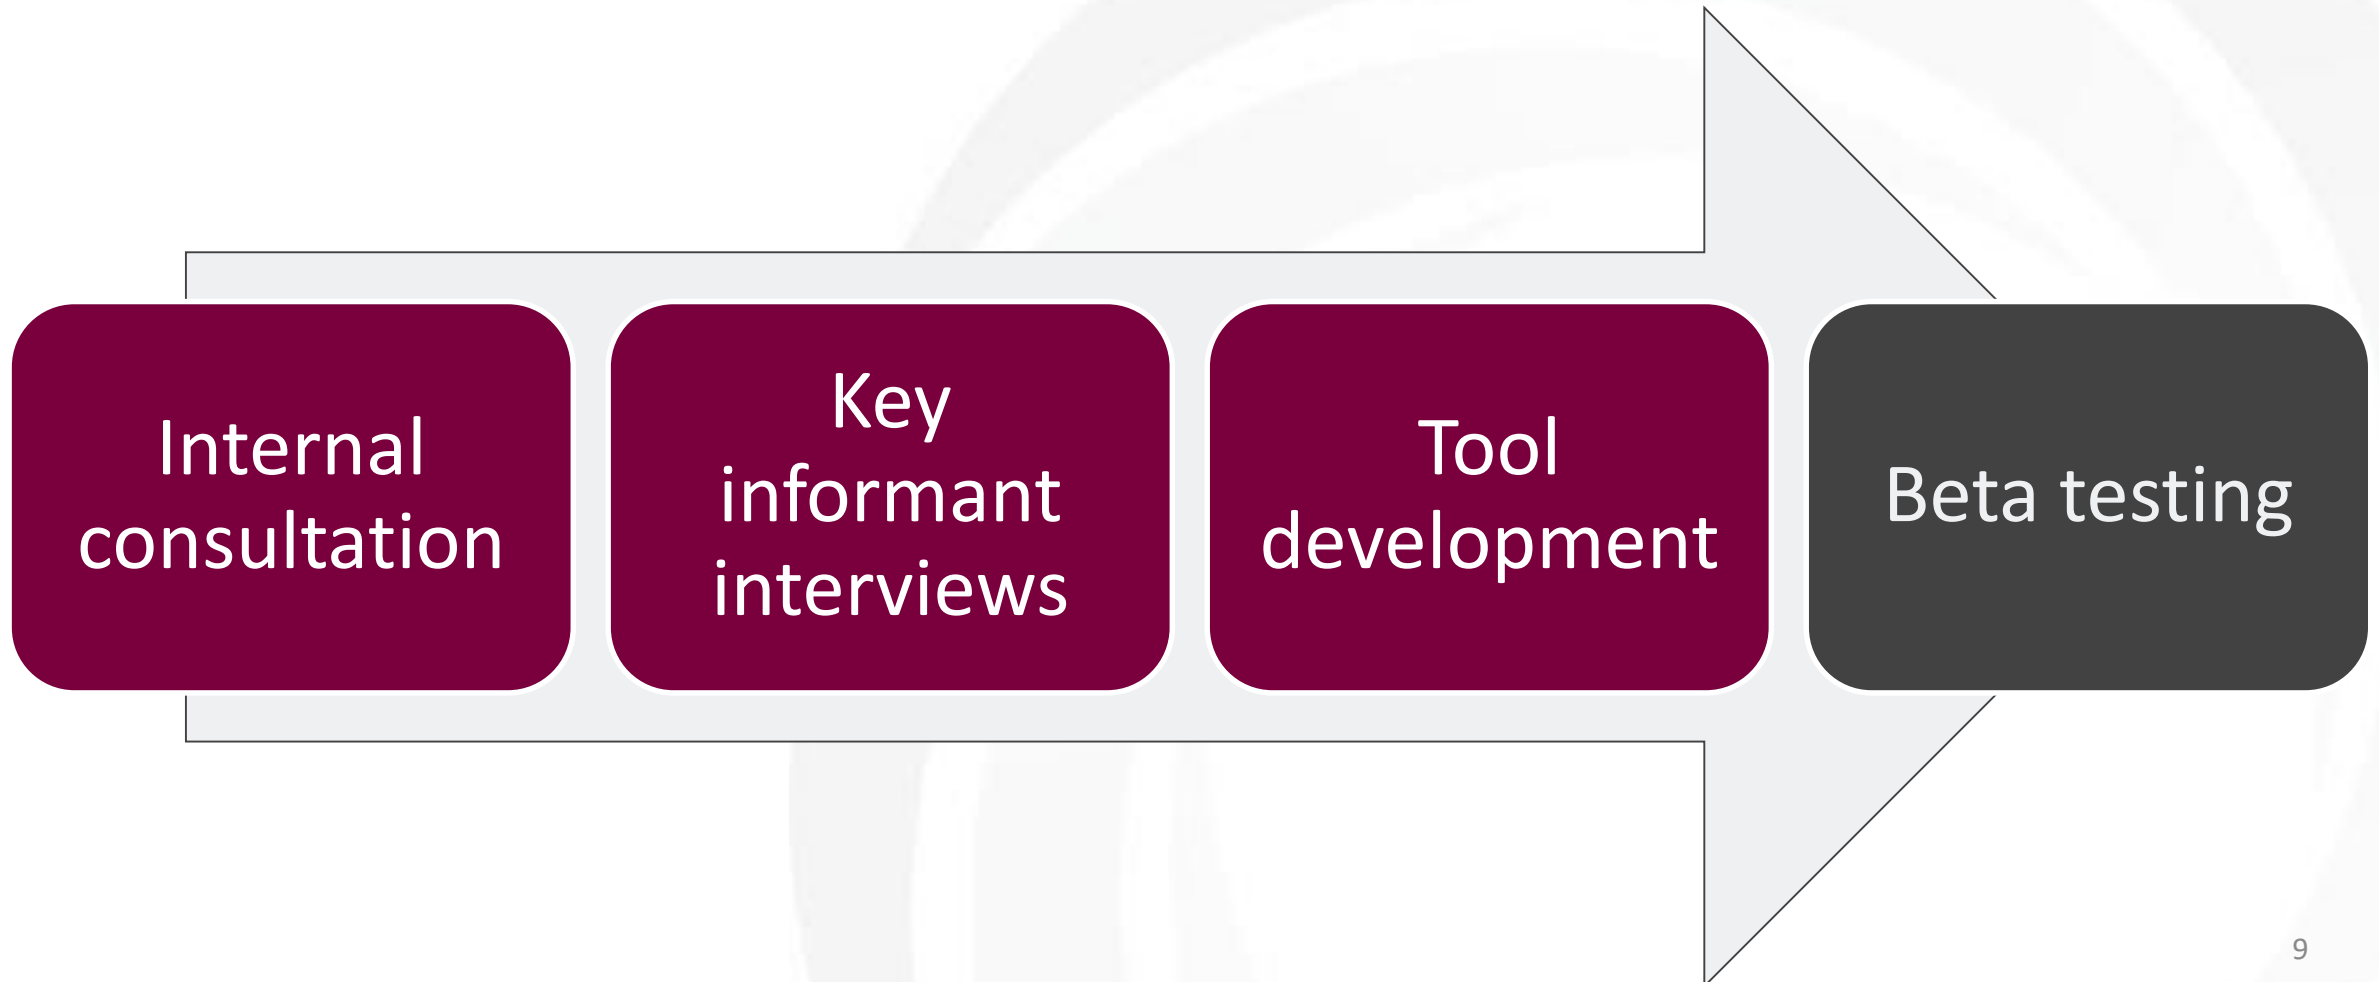 Internal
consultation
Key
informant
interviews
Tool
development
Beta testing
9